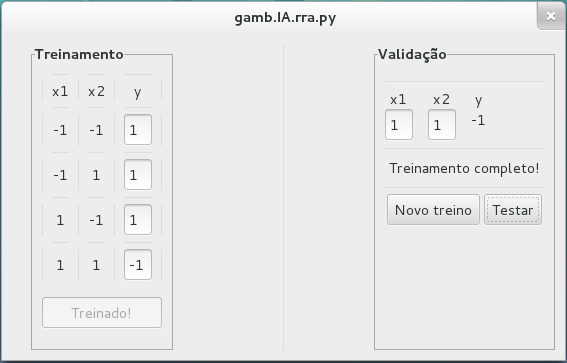 gamb.IA.rra.py
Treinamento
x1 x2 y
-1 -1 1
-1 1 1
1 -1 1
1 1 -1
Treinado!
Validação
x1 x2 y
1 1 -1
Treinamento completo!
Novo treino Testar